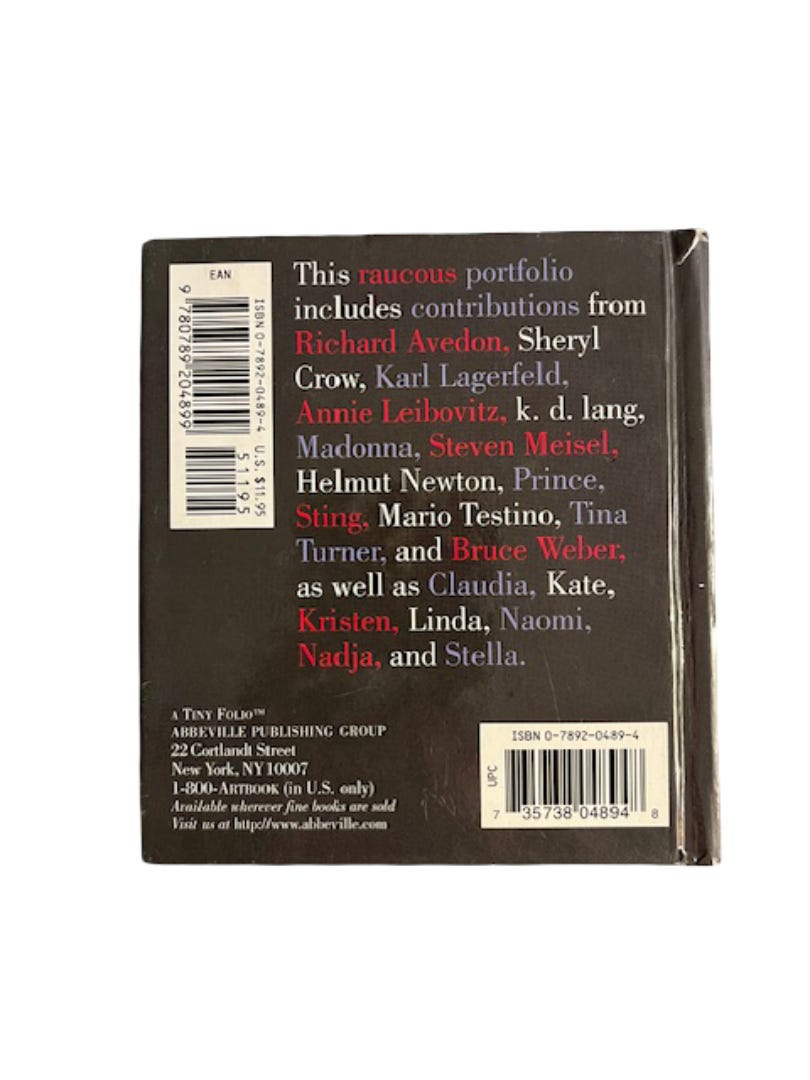 EAN
9 780789 204899
51195
ISBN 0-7892-0489-4 U.S. $11.95
This raucous portfolio
includes contributions from
Richard Avedon, Sheryl
Crow, Karl Lagerfeld,
Annie Leibovitz, k. d. lang,
Madonna, Steven Meisel,
Helmut Newton, Prince,
Sting, Mario Testino, Tina
Turner, and Bruce Weber,
as well as Claudia, Kate,
Kristen, Linda, Naomi,
Nadja, and Stella.
A TINY FOLIO™
ABBEVILLE PUBLISHING GROUP
22 Cortlandt Street
New York, NY 10007
1-800-ARTBOOK (in U.S. only)
Available wherever fine books are sold
Visit us at http://www.abbeville.com
ISBN 0-7892-0489-4
UPC
7 35738 04894 8